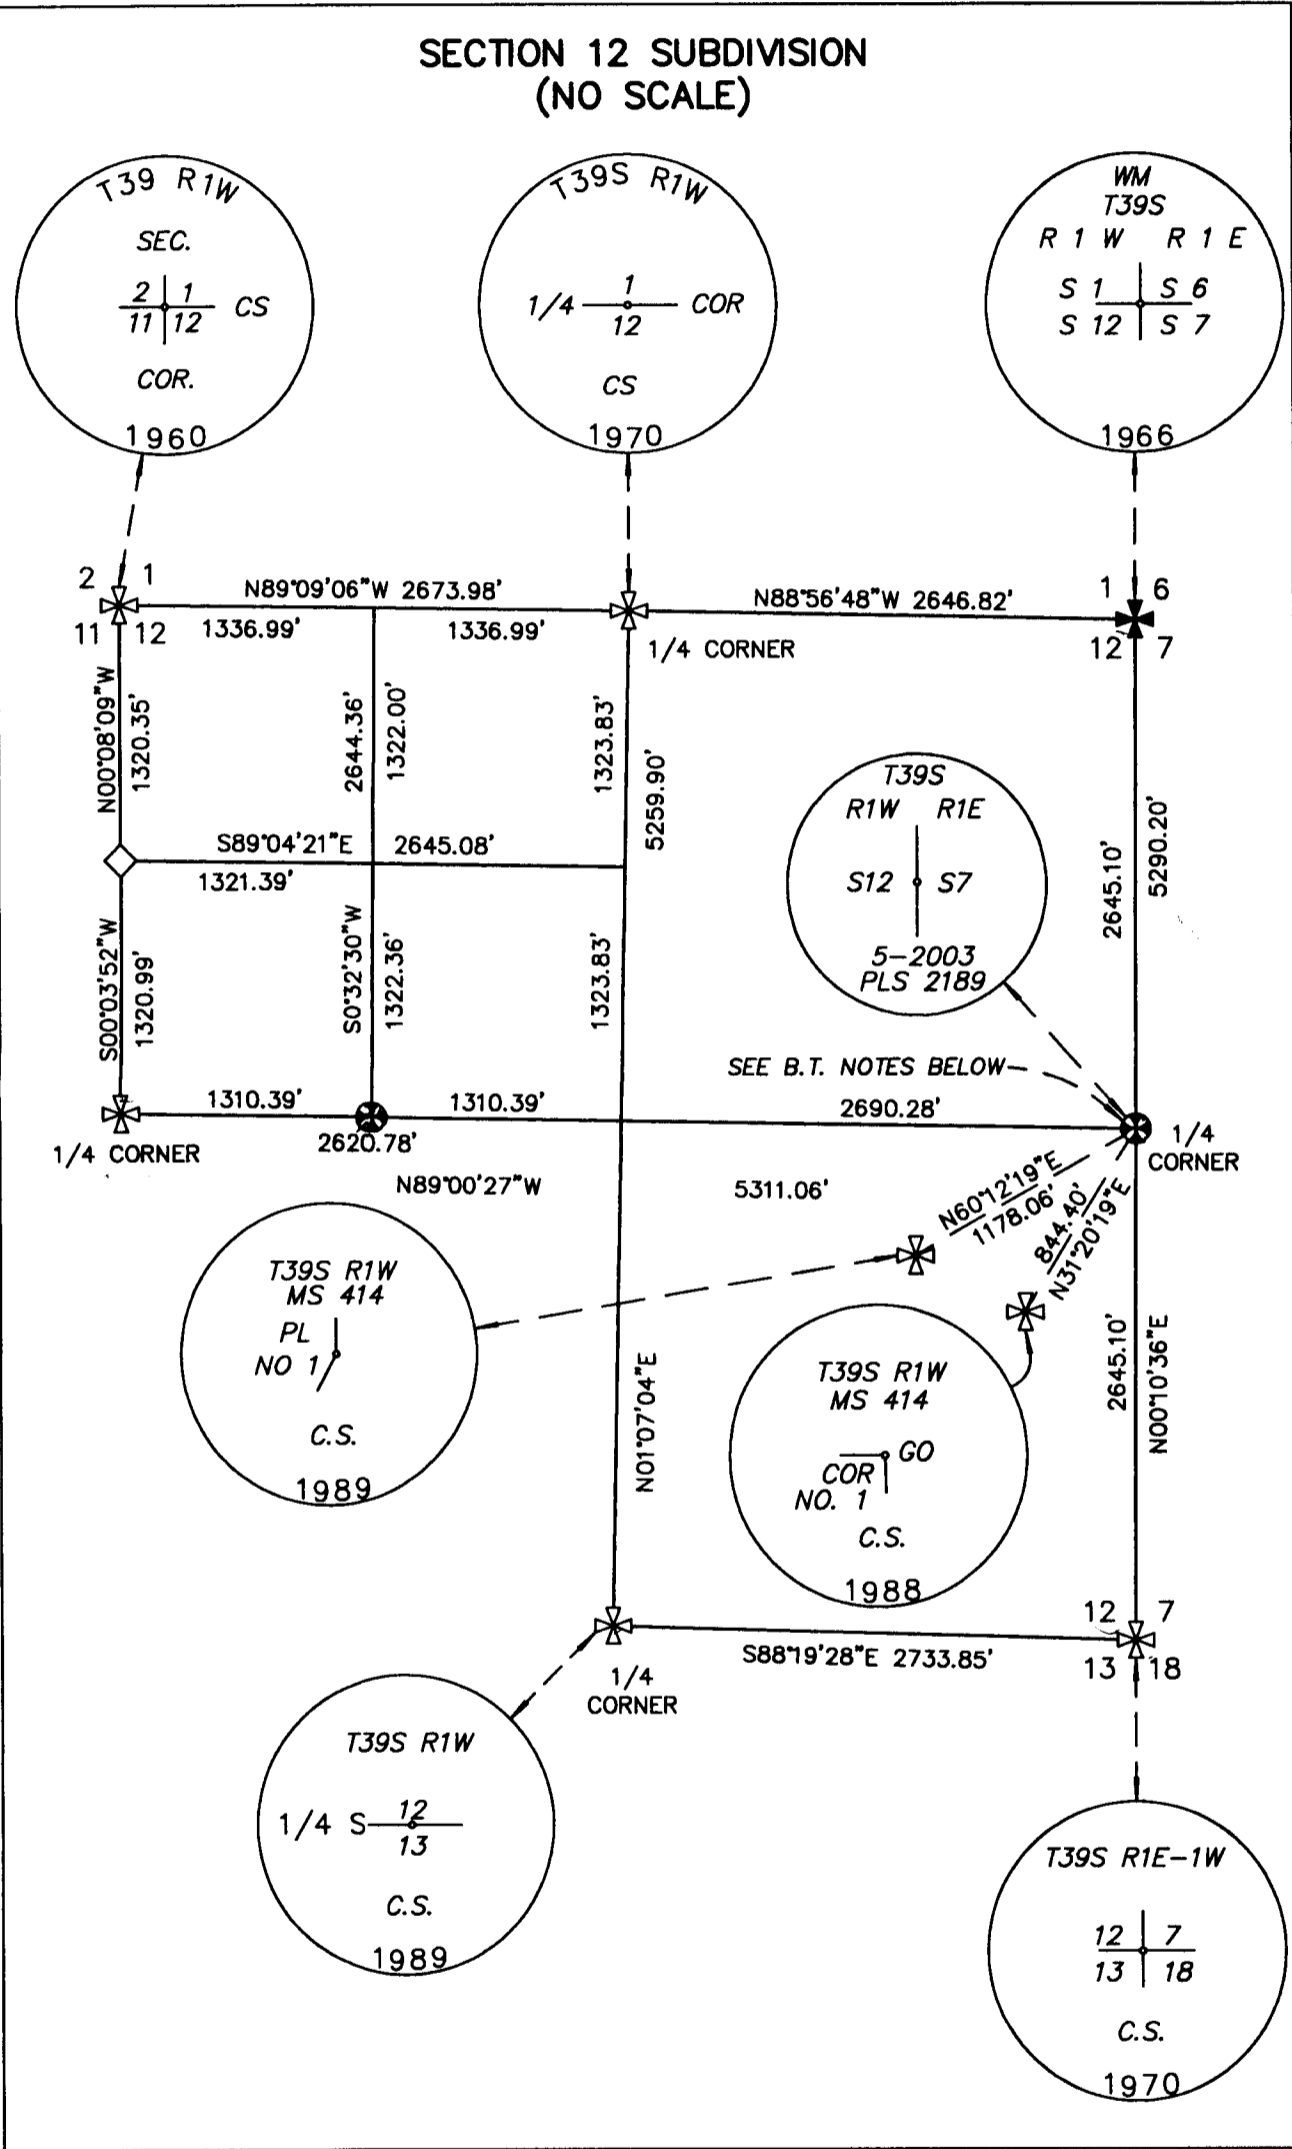 SECTION 12 SUBDIVISION
(NO SCALE)
T39 R1W
SEC.
2 1
11 12
CS
COR.
1960
T39S R1W
1/4
1
12
COR
CS
1970
WM
T39S
R 1 W R 1 E
S 1 S 6
S 12 S 7
1966
2 1
11 12
N89°09'06"W 2673.98'
1336.99'
1336.99'
1/4 CORNER
N88°56'48"W 2646.82'
1 6
12 7
N00°08'09"W
1320.35'
2644.36'
1322.00'
1323.83'
5259.90'
2645.10'
5290.20'
T39S
R1W R1E
S12 S7
5-2003
PLS 2189
S89°04'21"E 2645.08'
1321.39'
S00°03'52"W
1320.99'
S0°32'30"W
1322.36'
1323.83'
SEE B.T. NOTES BELOW
1310.39'
1310.39'
2690.28'
1/4 CORNER
2620.78'
1/4
CORNER
N89°00'27"W
5311.06'
N60°12'19"E
1178.06'
844.40'
N31°20'19"E
T39S R1W
MS 414
PL
NO 1
C.S.
1989
N01°07'04"E
T39S R1W
MS 414
GO
COR
NO. 1
C.S.
1988
2645.10'
N00°10'36"E
12 7
13 18
S88°19'28"E 2733.85'
1/4
CORNER
T39S R1W
1/4 S
12
13
C.S.
1989
T39S R1E-1W
12 7
13 18
C.S.
1970